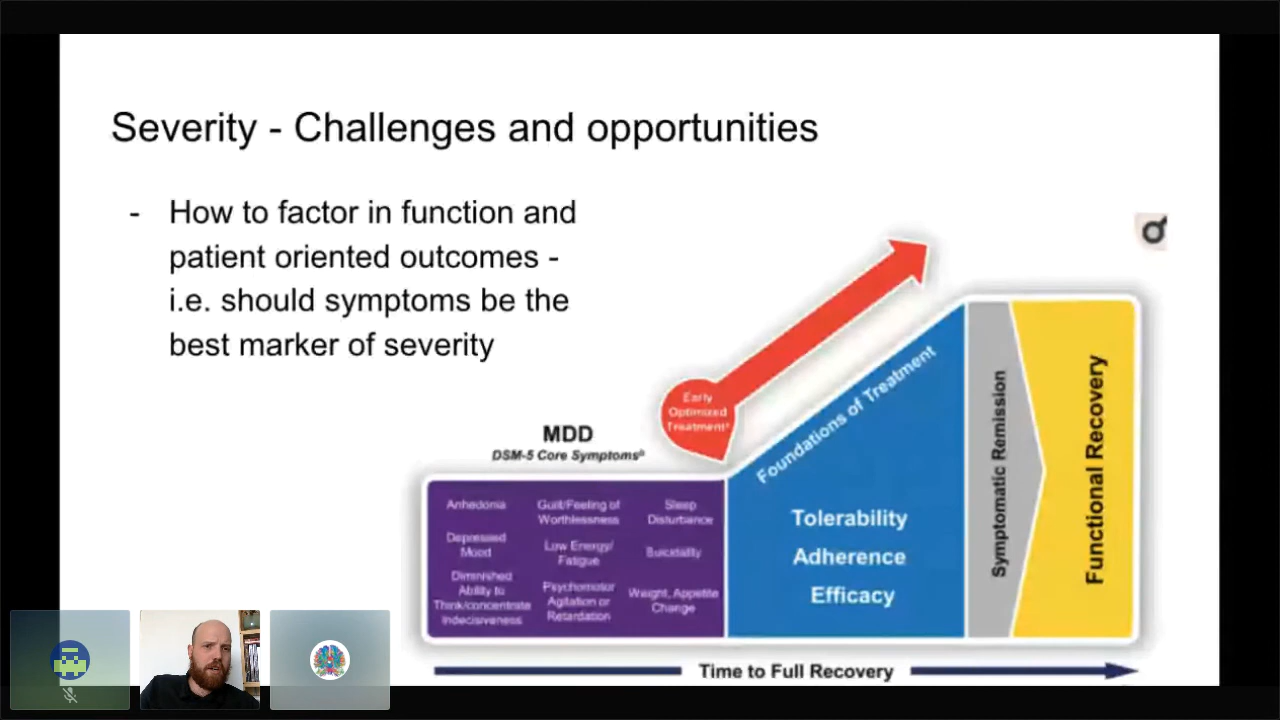 Severity - Challenges and opportunities
- How to factor in function and
patient oriented outcomes -
i.e. should symptoms be the
best marker of severity
Early
Optimized
Treatmentª
MDD
DSM-5 Core Symptomsᵇ
Anhedonia
Depressed
Mood
Diminished
Ability to
Think/concentrate
Indecisiveness
Guilt/Feeling of
Worthlessness
Low Energy/
Fatigue
Psychomotor
Agitation or
Retardation
Sleep
Disturbance
Suicidality
Weight, Appetite
Change
Foundations of Treatment
Tolerability
Adherence
Efficacy
Symptomatic Remission
Functional Recovery
Time to Full Recovery